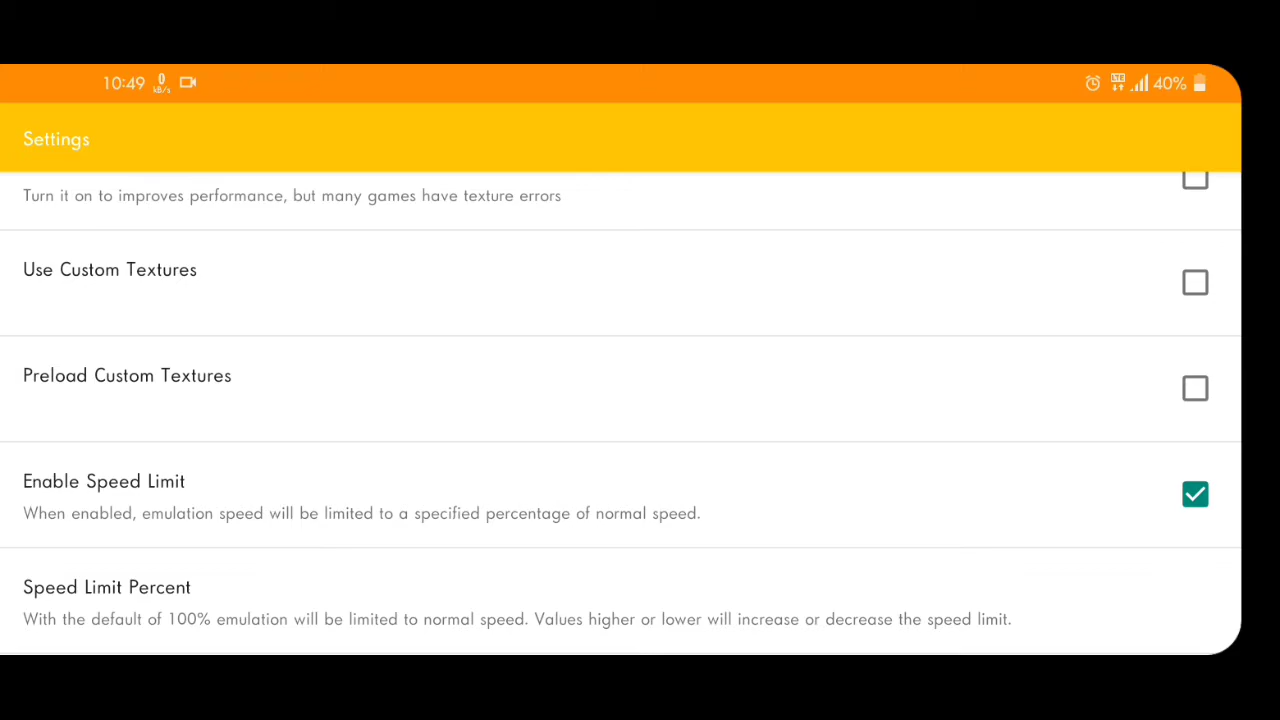 10:49 0 kB/s 40%
Settings
Turn it on to improves performance, but many games have texture errors
Use Custom Textures
Preload Custom Textures
Enable Speed Limit
When enabled, emulation speed will be limited to a specified percentage of normal speed.
Speed Limit Percent
With the default of 100% emulation will be limited to normal speed. Values higher or lower will increase or decrease the speed limit.